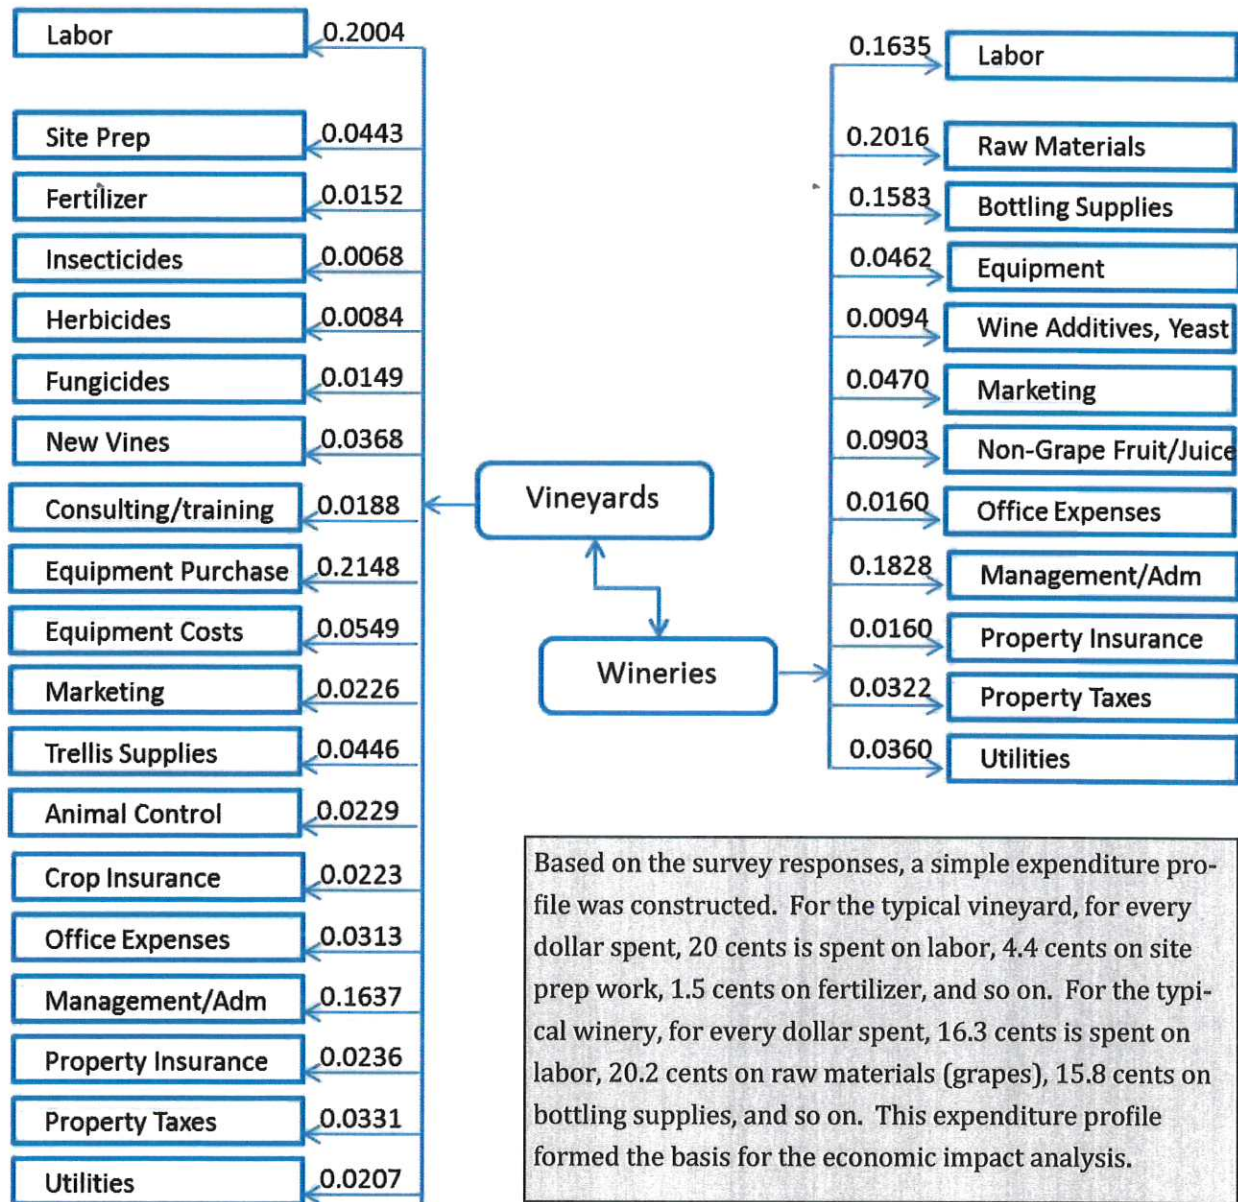 Labor 0.2004
Site Prep 0.0443
Fertilizer 0.0152
Insecticides 0.0068
Herbicides 0.0084
Fungicides 0.0149
New Vines 0.0368
Consulting/training 0.0188
Equipment Purchase 0.2148
Equipment Costs 0.0549
Marketing 0.0226
Trellis Supplies 0.0446
Animal Control 0.0229
Crop Insurance 0.0223
Office Expenses 0.0313
Management/Adm 0.1637
Property Insurance 0.0236
Property Taxes 0.0331
Utilities 0.0207
Vineyards
Wineries
0.1635 Labor
0.2016 Raw Materials
0.1583 Bottling Supplies
0.0462 Equipment
0.0094 Wine Additives, Yeast
0.0470 Marketing
0.0903 Non-Grape Fruit/Juice
0.0160 Office Expenses
0.1828 Management/Adm
0.0160 Property Insurance
0.0322 Property Taxes
0.0360 Utilities
Based on the survey responses, a simple expenditure pro-
file was constructed. For the typical vineyard, for every
dollar spent, 20 cents is spent on labor, 4.4 cents on site
prep work, 1.5 cents on fertilizer, and so on. For the typi-
cal winery, for every dollar spent, 16.3 cents is spent on
labor, 20.2 cents on raw materials (grapes), 15.8 cents on
bottling supplies, and so on. This expenditure profile
formed the basis for the economic impact analysis.